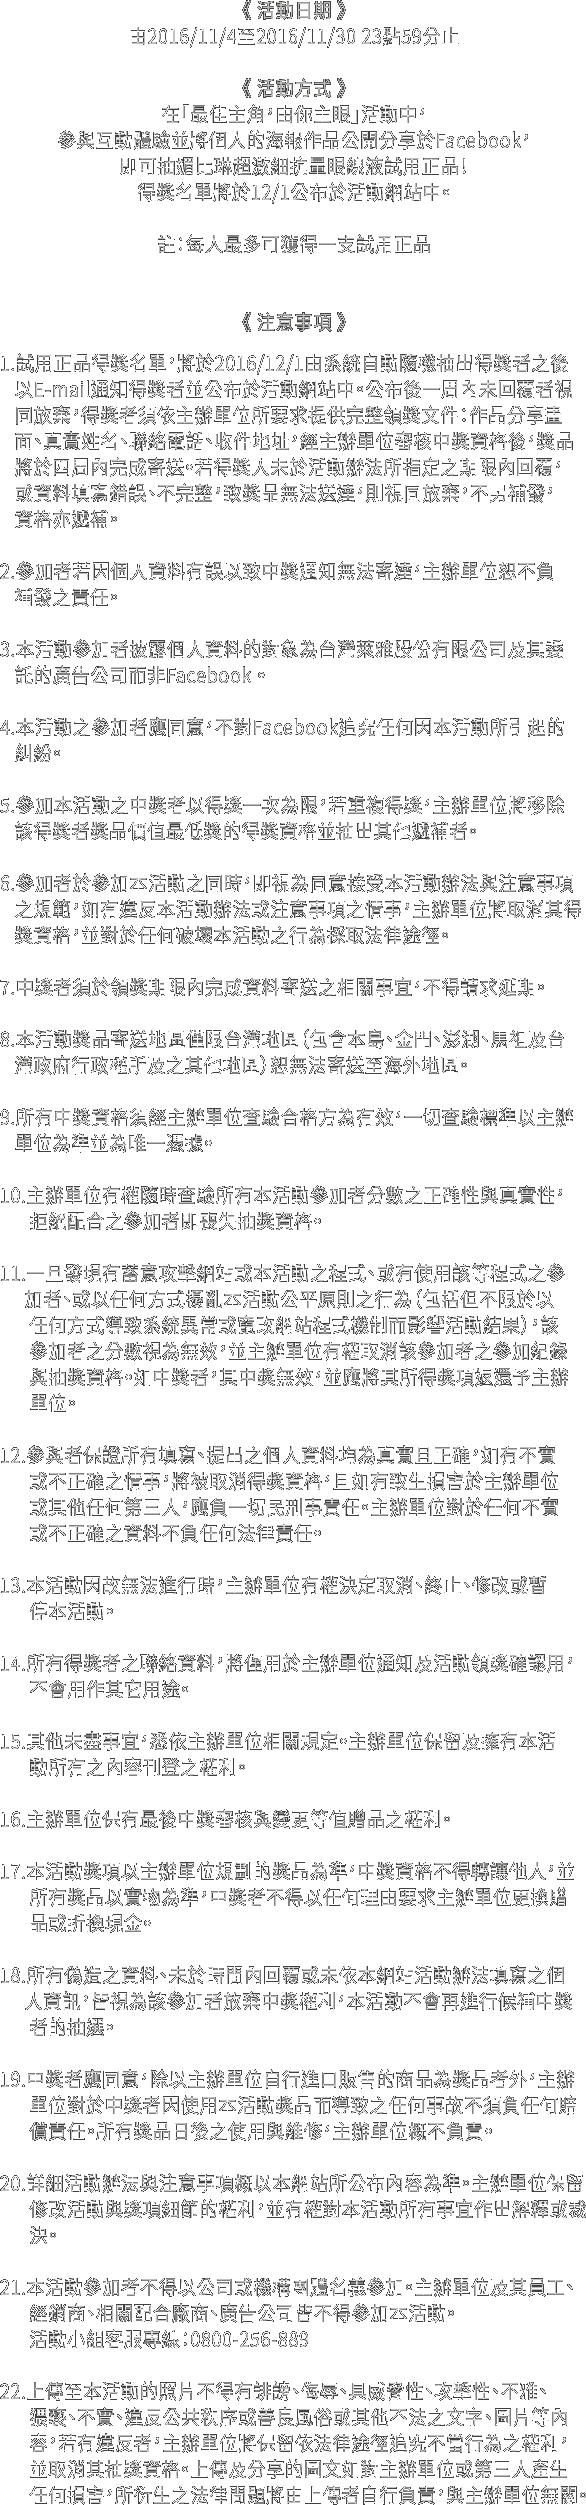 《 活動日期 》
由2016/11/4至2016/11/30 23點59分止
《 活動方式 》
在「最佳主角，由你主眼」活動中，
參與互動體驗並將個人的海報作品公開分享於Facebook，
即可抽媚比琳超激細抗暈眼線液試用正品！
得獎名單將於12/1公布於活動網站中。
註：每人最多可獲得一支試用正品
《 注意事項 》
1.試用正品得獎名單，將於2016/12/1由系統自動隨機抽出得獎者之後
以E-mail通知得獎者並公布於活動網站中。公布後一周內未回覆者視
同放棄，得獎者須依主辦單位所要求提供完整領獎文件：作品分享畫
面、真實姓名、聯絡電話、收件地址，經主辦單位審核中獎資格後，獎品
將於四周內完成寄送。若得獎人未於活動辦法所指定之期限內回覆，
或資料填寫錯誤、不完整，致獎品無法送達，則視同放棄，不另補發，
資格亦遞補。
2.參加者若因個人資料有誤以致中獎通知無法寄達，主辦單位恕不負
補發之責任。
3.本活動參加者披露個人資料的對象為台灣萊雅股份有限公司及其委
託的廣告公司而非Facebook 。
4.本活動之參加者應同意，不對Facebook追究任何因本活動所引起的
糾紛。
5.參加本活動之中獎者以得獎一次為限，若重複得獎，主辦單位將移除
該得獎者獎品價值最低獎的得獎資格並抽出其他遞補者。
6.參加者於參加本活動之同時，即視為同意接受本活動辦法與注意事項
之規範，如有違反本活動辦法或注意事項之情事，主辦單位將取消其得
獎資格，並對於任何破壞本活動之行為採取法律途徑。
7.中獎者須於領獎期限內完成資料寄送之相關事宜，不得請求延期。
8.本活動獎品寄送地區僅限台灣地區（包含本島、金門、澎湖、馬祖及台
灣政府行政權所及之其他地區）恕無法寄送至海外地區。
9.所有中獎資格須經主辦單位查驗合格方為有效，一切查驗標準以主辦
單位為準並為唯一憑據。
10.主辦單位有權隨時查驗所有本活動參加者分數之正確性與真實性，
拒絕配合之參加者即喪失抽獎資格。
11.一旦發現有蓄意攻擊網站或本活動之程式、或有使用該等程式之參
加者、或以任何方式擾亂本活動公平原則之行為（包括但不限於以
任何方式導致系統異常或竄改網站程式機制而影響活動結果），該
參加者之分數視為無效，並主辦單位有權取消該參加者之參加紀錄
與抽獎資格。如中獎者，其中獎無效，並應將其所得獎項返還予主辦
單位。
12.參與者保證所有填寫、提出之個人資料均為真實且正確，如有不實
或不正確之情事，將被取消得獎資格，且如有致生損害於主辦單位
或其他任何第三人，應負一切民刑事責任。主辦單位對於任何不實
或不正確之資料不負任何法律責任。
13.本活動因故無法進行時，主辦單位有權決定取消、終止、修改或暫
停本活動。
14.所有得獎者之聯絡資料，將僅用於主辦單位通知及活動領獎確認用，
不會用作其它用途。
15.其他未盡事宜，悉依主辦單位相關規定。主辦單位保留及擁有本活
動所有之內容刊登之權利。
16.主辦單位保有最後中獎審核與變更等值贈品之權利。
17.本活動獎項以主辦單位規劃的獎品為準，中獎資格不得轉讓他人，並
所有獎品以實物為準，中獎者不得以任何理由要求主辦單位更換贈
品或折換現金。
18.所有偽造之資料、未於時間內回覆或未依本網站活動辦法填寫之個
人資訊，皆視為該參加者放棄中獎權利，本活動不會再進行候補中獎
者的抽選。
19.中獎者應同意，除以主辦單位自行進口販售的商品為獎品者外，主辦
單位對於中獎者因使用本活動獎品而導致之任何事故不須負任何賠
償責任。所有獎品日後之使用與維修，主辦單位概不負責。
20.詳細活動辦法與注意事項概以本網站所公布內容為準。主辦單位保留
修改活動與獎項細節的權利，並有權對本活動所有事宜作出解釋或裁
決。
21.本活動參加者不得以公司或機構團體名義參加。主辦單位及其員工、
經銷商、相關配合廠商、廣告公司皆不得參加本活動。
活動小組客服專線：0800-256-889
22.上傳至本活動的照片不得有誹謗、侮辱、具威脅性、攻擊性、不雅、
猥褻、不實、違反公共秩序或善良風俗或其他不法之文字、圖片等內
容，若有違反者，主辦單位將保留依法律途徑追究不當行為之權利，
並取消其抽獎資格。上傳及分享的圖文如對主辦單位或第三人產生
任何損害，所衍生之法律問題將由上傳者自行負責，與主辦單位無關。